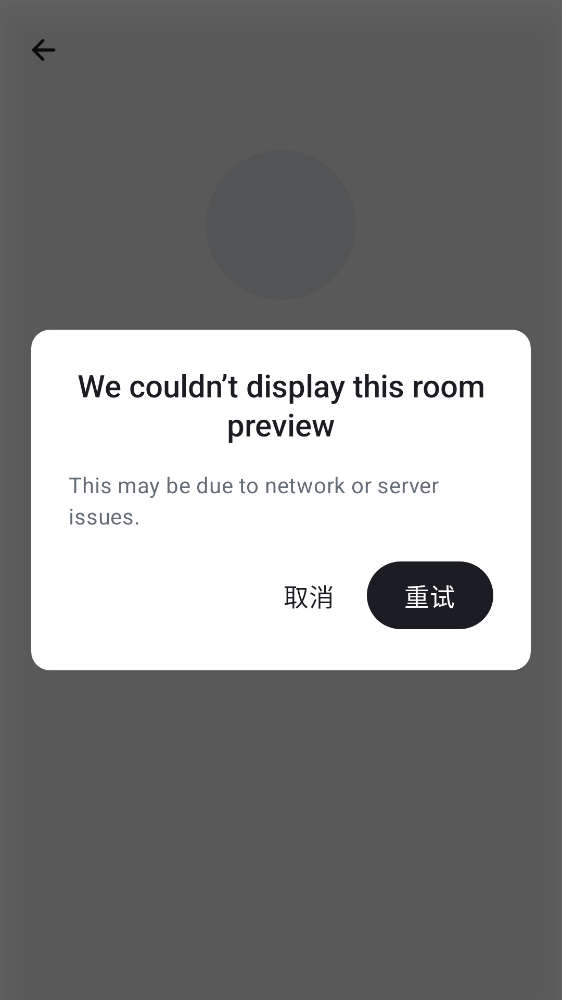 We couldn’t display this room
preview
This may be due to network or server
issues.
取消
重试